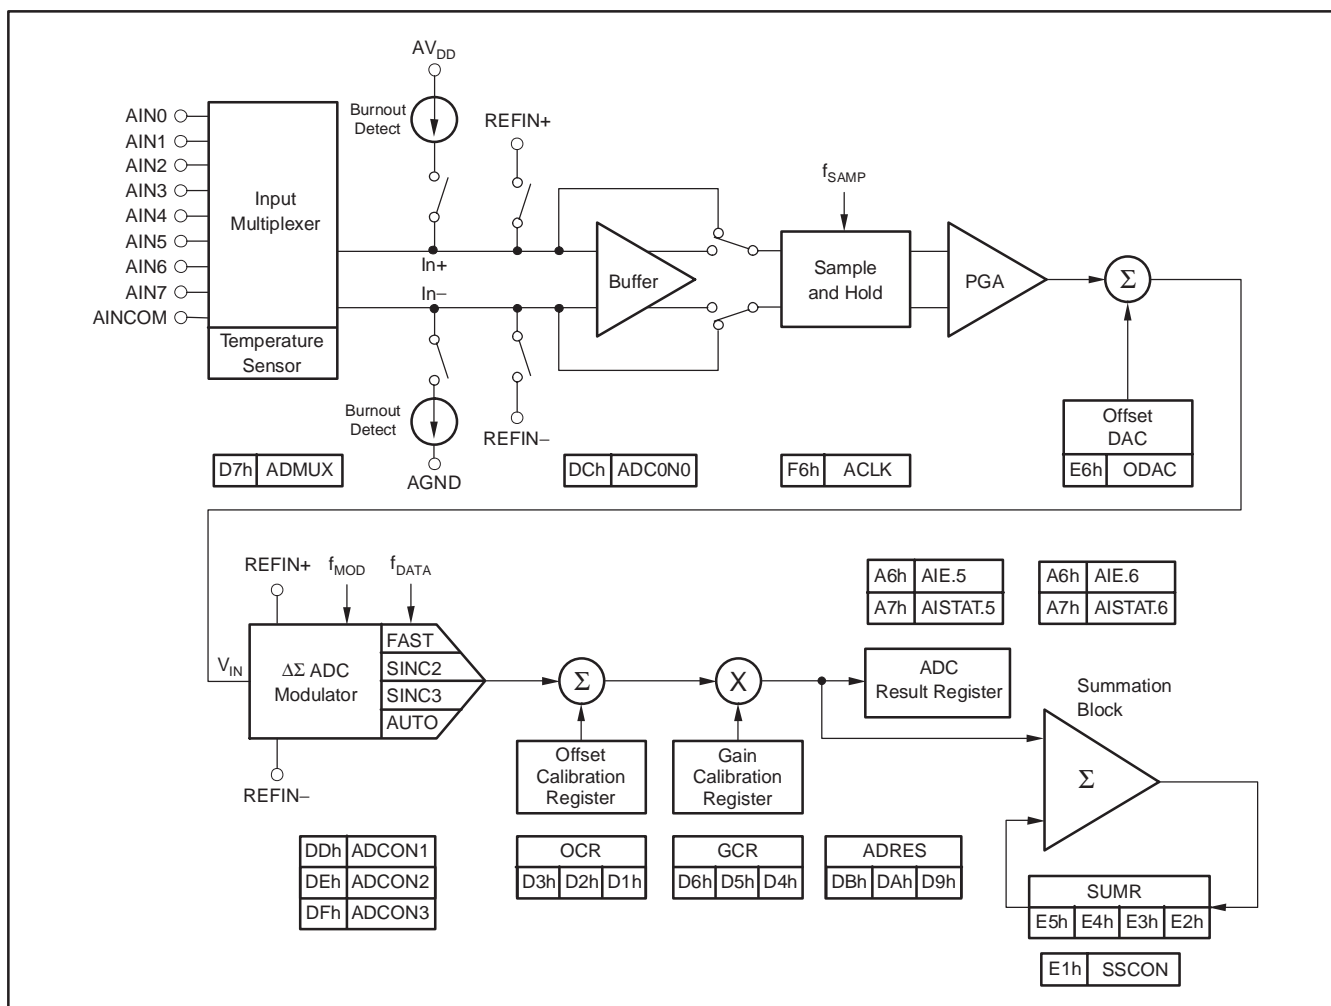 AVDD
Burnout
Detect
REFIN+
AIN0
AIN1
AIN2
AIN3
AIN4
AIN5
AIN6
AIN7
AINCOM
Input
Multiplexer
Temperature
Sensor
In+
In−
Burnout
Detect
AGND
REFIN−
Buffer
fSAMP
Sample
and Hold
PGA
Σ
Offset
DAC
E6h ODAC
D7h ADMUX
DCh ADC0N0
F6h ACLK
REFIN+
fMOD
fDATA
VIN
ΔΣ ADC
Modulator
FAST
SINC2
SINC3
AUTO
REFIN−
Σ
X
Offset
Calibration
Register
Gain
Calibration
Register
A6h AIE.5
A7h AISTAT.5
A6h AIE.6
A7h AISTAT.6
ADC
Result Register
Summation
Block
Σ
DDh ADCON1
DEh ADCON2
DFh ADCON3
OCR
D3h D2h D1h
GCR
D6h D5h D4h
ADRES
DBh DAh D9h
SUMR
E5h E4h E3h E2h
E1h SSCON